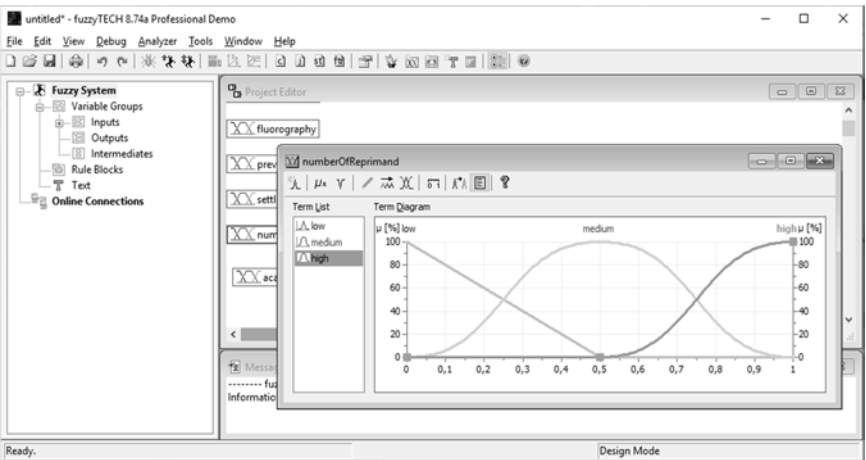 untitled* - fuzzyTECH 8.74a Professional Demo
File Edit View Debug Analyzer Tools Window Help
Fuzzy System
Variable Groups
Inputs
Outputs
Intermediates
Rule Blocks
Text
Online Connections
Project Editor
fluorography
prev
settl
num
aca
numberOfReprimand
Term List
low
medium
high
Term Diagram
µ [%] low medium high µ [%]
100 100
80 80
60 60
40 40
20 20
0 0
0 0,1 0,2 0,3 0,4 0,5 0,6 0,7 0,8 0,9 1
Messa
-------- fuz
Informatio
Ready. Design Mode